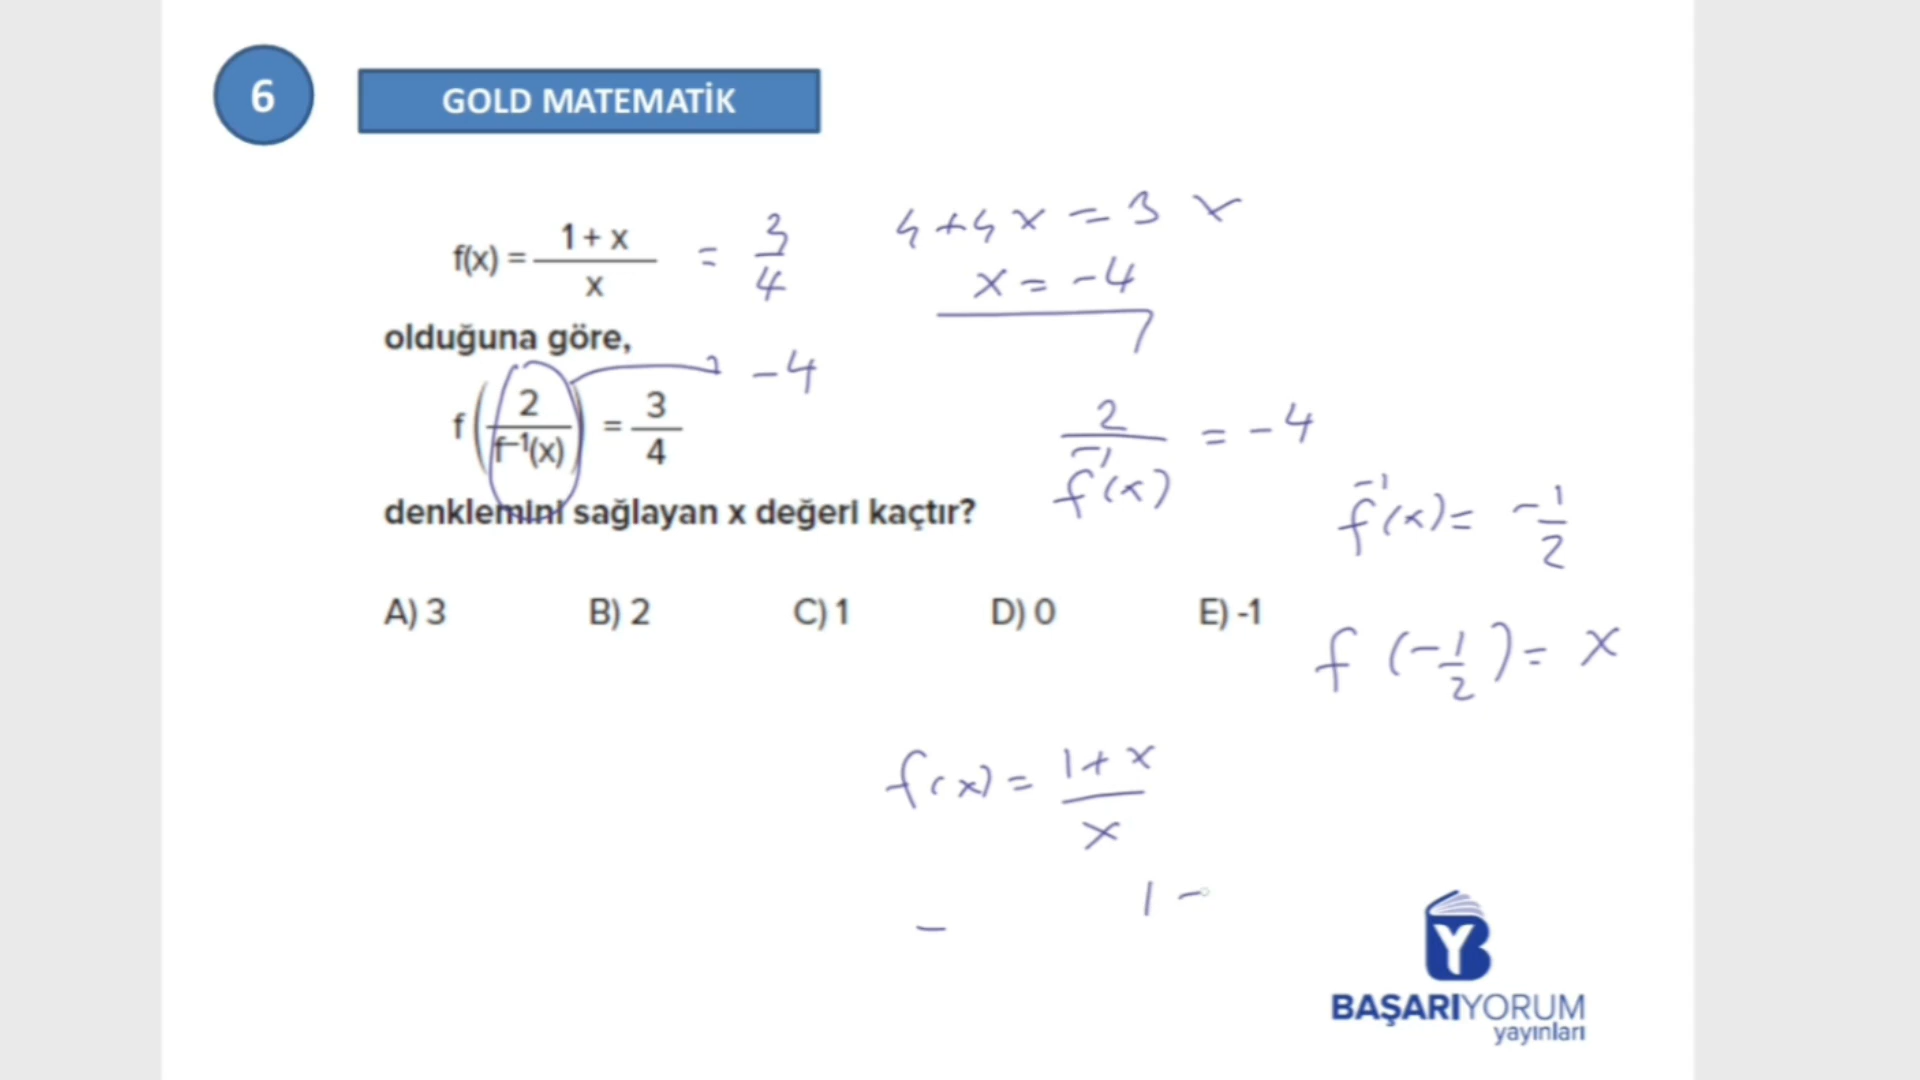 6
GOLD MATEMATİK
f(x) = (1 + x)/x = 3/4
4+4x = 3x
x = -4
olduğuna göre,
f(2/f⁻¹(x)) = 3/4
-4
2/f⁻¹(x) = -4
f⁻¹(x) = -1/2
f(-1/2) = x
denklemini sağlayan x değeri kaçtır?
A) 3 B) 2 C) 1 D) 0 E) -1
f(x) = (1+x)/x
1 -
-
BAŞARIYORUM
yayınları